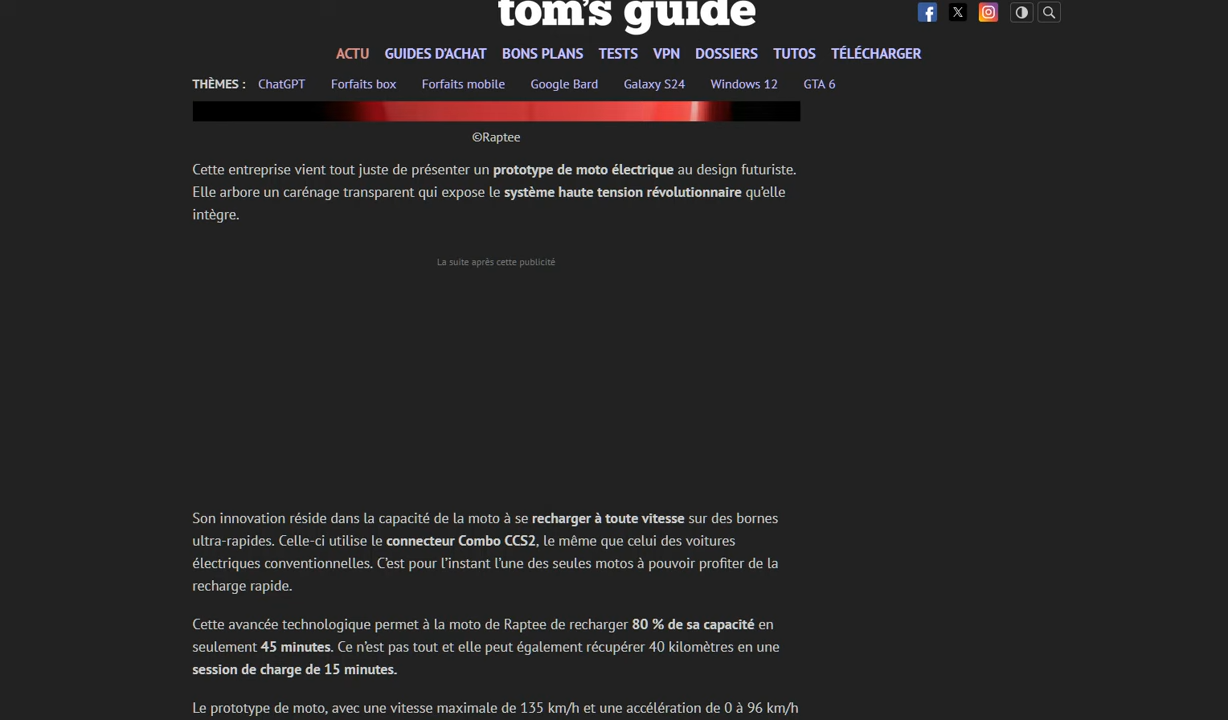 tom's guide
ACTU GUIDES D'ACHAT BONS PLANS TESTS VPN DOSSIERS TUTOS TÉLÉCHARGER
THÈMES : ChatGPT Forfaits box Forfaits mobile Google Bard Galaxy S24 Windows 12 GTA 6
©Raptee
Cette entreprise vient tout juste de présenter un prototype de moto électrique au design futuriste.
Elle arbore un carénage transparent qui expose le système haute tension révolutionnaire qu'elle
intègre.
La suite après cette publicité
Son innovation réside dans la capacité de la moto à se recharger à toute vitesse sur des bornes
ultra-rapides. Celle-ci utilise le connecteur Combo CCS2, le même que celui des voitures
électriques conventionnelles. C'est pour l'instant l'une des seules motos à pouvoir profiter de la
recharge rapide.
Cette avancée technologique permet à la moto de Raptee de recharger 80 % de sa capacité en
seulement 45 minutes. Ce n'est pas tout et elle peut également récupérer 40 kilomètres en une
session de charge de 15 minutes.
Le prototype de moto, avec une vitesse maximale de 135 km/h et une accélération de 0 à 96 km/h